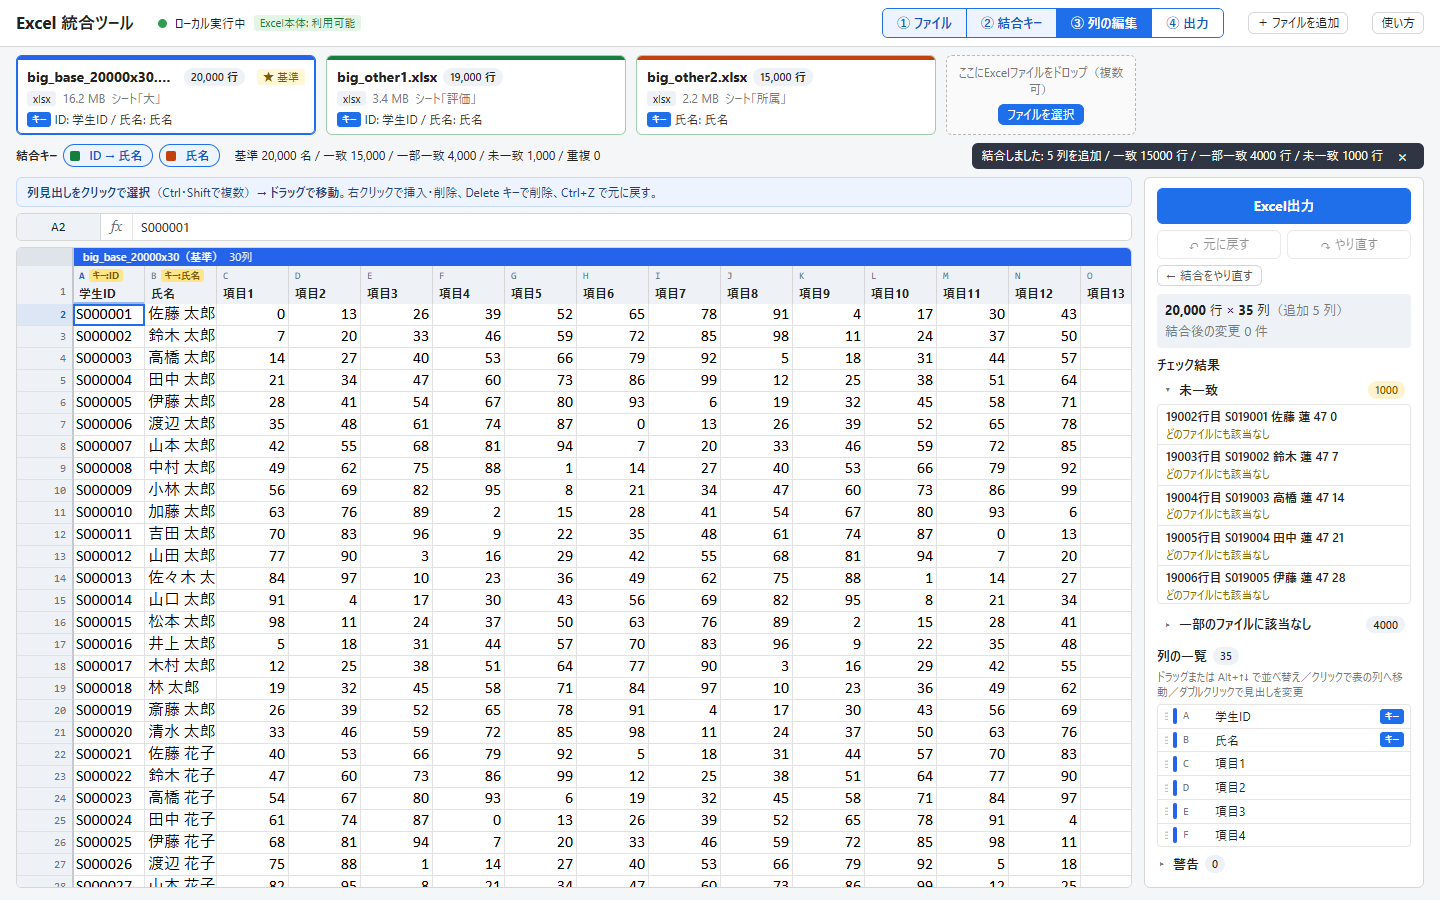 Excel 統合ツール ローカル実行中 Excel本体: 利用可能 ① ファイル ② 結合キー ③ 列の編集 ④ 出力 + ファイルを追加 使い方
big_base_20000x30.... 20,000 行 ★ 基準
xlsx 16.2 MB シート「大」
キー ID: 学生ID / 氏名: 氏名
big_other1.xlsx 19,000 行
xlsx 3.4 MB シート「評価」
キー ID: 学生ID / 氏名: 氏名
big_other2.xlsx 15,000 行
xlsx 2.2 MB シート「所属」
キー 氏名: 氏名
ここにExcelファイルをドロップ（複数
可）
ファイルを選択
結合キー ID → 氏名 氏名 基準 20,000 名 / 一致 15,000 / 一部一致 4,000 / 未一致 1,000 / 重複 0
結合しました: 5 列を追加 / 一致 15000 行 / 一部一致 4000 行 / 未一致 1000 行 ×
列見出しをクリックで選択（Ctrl・Shiftで複数）→ ドラッグで移動。右クリックで挿入・削除、Delete キーで削除、Ctrl+Z で元に戻す。
A2 fx S000001
big_base_20000x30（基準） 30列
A キー:ID B キー:氏名 C D E F G H I J K L M N O
1 学生ID 氏名 項目1 項目2 項目3 項目4 項目5 項目6 項目7 項目8 項目9 項目10 項目11 項目12 項目13
2 S000001 佐藤 太郎 0 13 26 39 52 65 78 91 4 17 30 43
3 S000002 鈴木 太郎 7 20 33 46 59 72 85 98 11 24 37 50
4 S000003 高橋 太郎 14 27 40 53 66 79 92 5 18 31 44 57
5 S000004 田中 太郎 21 34 47 60 73 86 99 12 25 38 51 64
6 S000005 伊藤 太郎 28 41 54 67 80 93 6 19 32 45 58 71
7 S000006 渡辺 太郎 35 48 61 74 87 0 13 26 39 52 65 78
8 S000007 山本 太郎 42 55 68 81 94 7 20 33 46 59 72 85
9 S000008 中村 太郎 49 62 75 88 1 14 27 40 53 66 79 92
10 S000009 小林 太郎 56 69 82 95 8 21 34 47 60 73 86 99
11 S000010 加藤 太郎 63 76 89 2 15 28 41 54 67 80 93 6
12 S000011 吉田 太郎 70 83 96 9 22 35 48 61 74 87 0 13
13 S000012 山田 太郎 77 90 3 16 29 42 55 68 81 94 7 20
14 S000013 佐々木 太 84 97 10 23 36 49 62 75 88 1 14 27
15 S000014 山口 太郎 91 4 17 30 43 56 69 82 95 8 21 34
16 S000015 松本 太郎 98 11 24 37 50 63 76 89 2 15 28 41
17 S000016 井上 太郎 5 18 31 44 57 70 83 96 9 22 35 48
18 S000017 木村 太郎 12 25 38 51 64 77 90 3 16 29 42 55
19 S000018 林 太郎 19 32 45 58 71 84 97 10 23 36 49 62
20 S000019 斎藤 太郎 26 39 52 65 78 91 4 17 30 43 56 69
21 S000020 清水 太郎 33 46 59 72 85 98 11 24 37 50 63 76
22 S000021 佐藤 花子 40 53 66 79 92 5 18 31 44 57 70 83
23 S000022 鈴木 花子 47 60 73 86 99 12 25 38 51 64 77 90
24 S000023 高橋 花子 54 67 80 93 6 19 32 45 58 71 84 97
25 S000024 田中 花子 61 74 87 0 13 26 39 52 65 78 91 4
26 S000025 伊藤 花子 68 81 94 7 20 33 46 59 72 85 98 11
27 S000026 渡辺 花子 75 88 1 14 27 40 53 66 79 92 5 18
28 S000027 山本 花子 82 95 8 21 34 47 60 73 86 99 12 25
Excel出力
↶ 元に戻す ↷ やり直す
← 結合をやり直す
20,000 行 × 35 列（追加 5 列）
結合後の変更 0 件
チェック結果
▾ 未一致 1000
19002行目 S019001 佐藤 蓮 47 0
どのファイルにも該当なし
19003行目 S019002 鈴木 蓮 47 7
どのファイルにも該当なし
19004行目 S019003 高橋 蓮 47 14
どのファイルにも該当なし
19005行目 S019004 田中 蓮 47 21
どのファイルにも該当なし
19006行目 S019005 伊藤 蓮 47 28
どのファイルにも該当なし
▸ 一部のファイルに該当なし 4000
列の一覧 35
ドラッグまたは Alt+↑↓ で並べ替え／クリックで表の列へ移
動／ダブルクリックで見出しを変更
A 学生ID キー
B 氏名 キー
C 項目1
D 項目2
E 項目3
F 項目4
▸ 警告 0